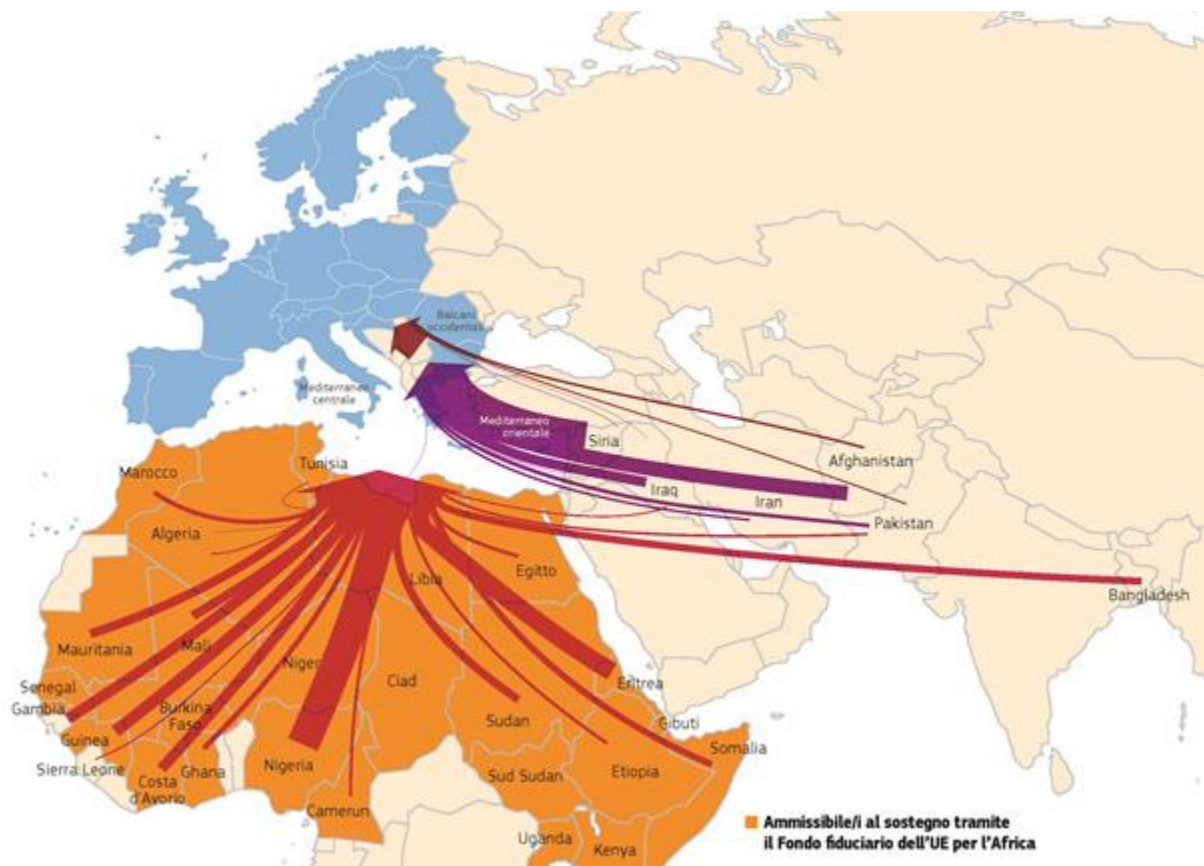 Balcani
occidentali
Mediterraneo
centrale
Mediterraneo
orientale
Siria
Afghanistan
Marocco
Tunisia
Iraq
Iran
Pakistan
Algeria
Libia
Egitto
Bangladesh
Mauritania
Mali
Niger
Ciad
Eritrea
Senegal
Gambia
Burkina
Faso
Sudan
Gibuti
Guinea
Somalia
Sierra Leone
Costa
d'Avorio
Ghana
Nigeria
Sud Sudan
Etiopia
Camerun
Uganda
Kenya
Ammissibile/i al sostegno tramite
il Fondo fiduciario dell'UE per l'Africa